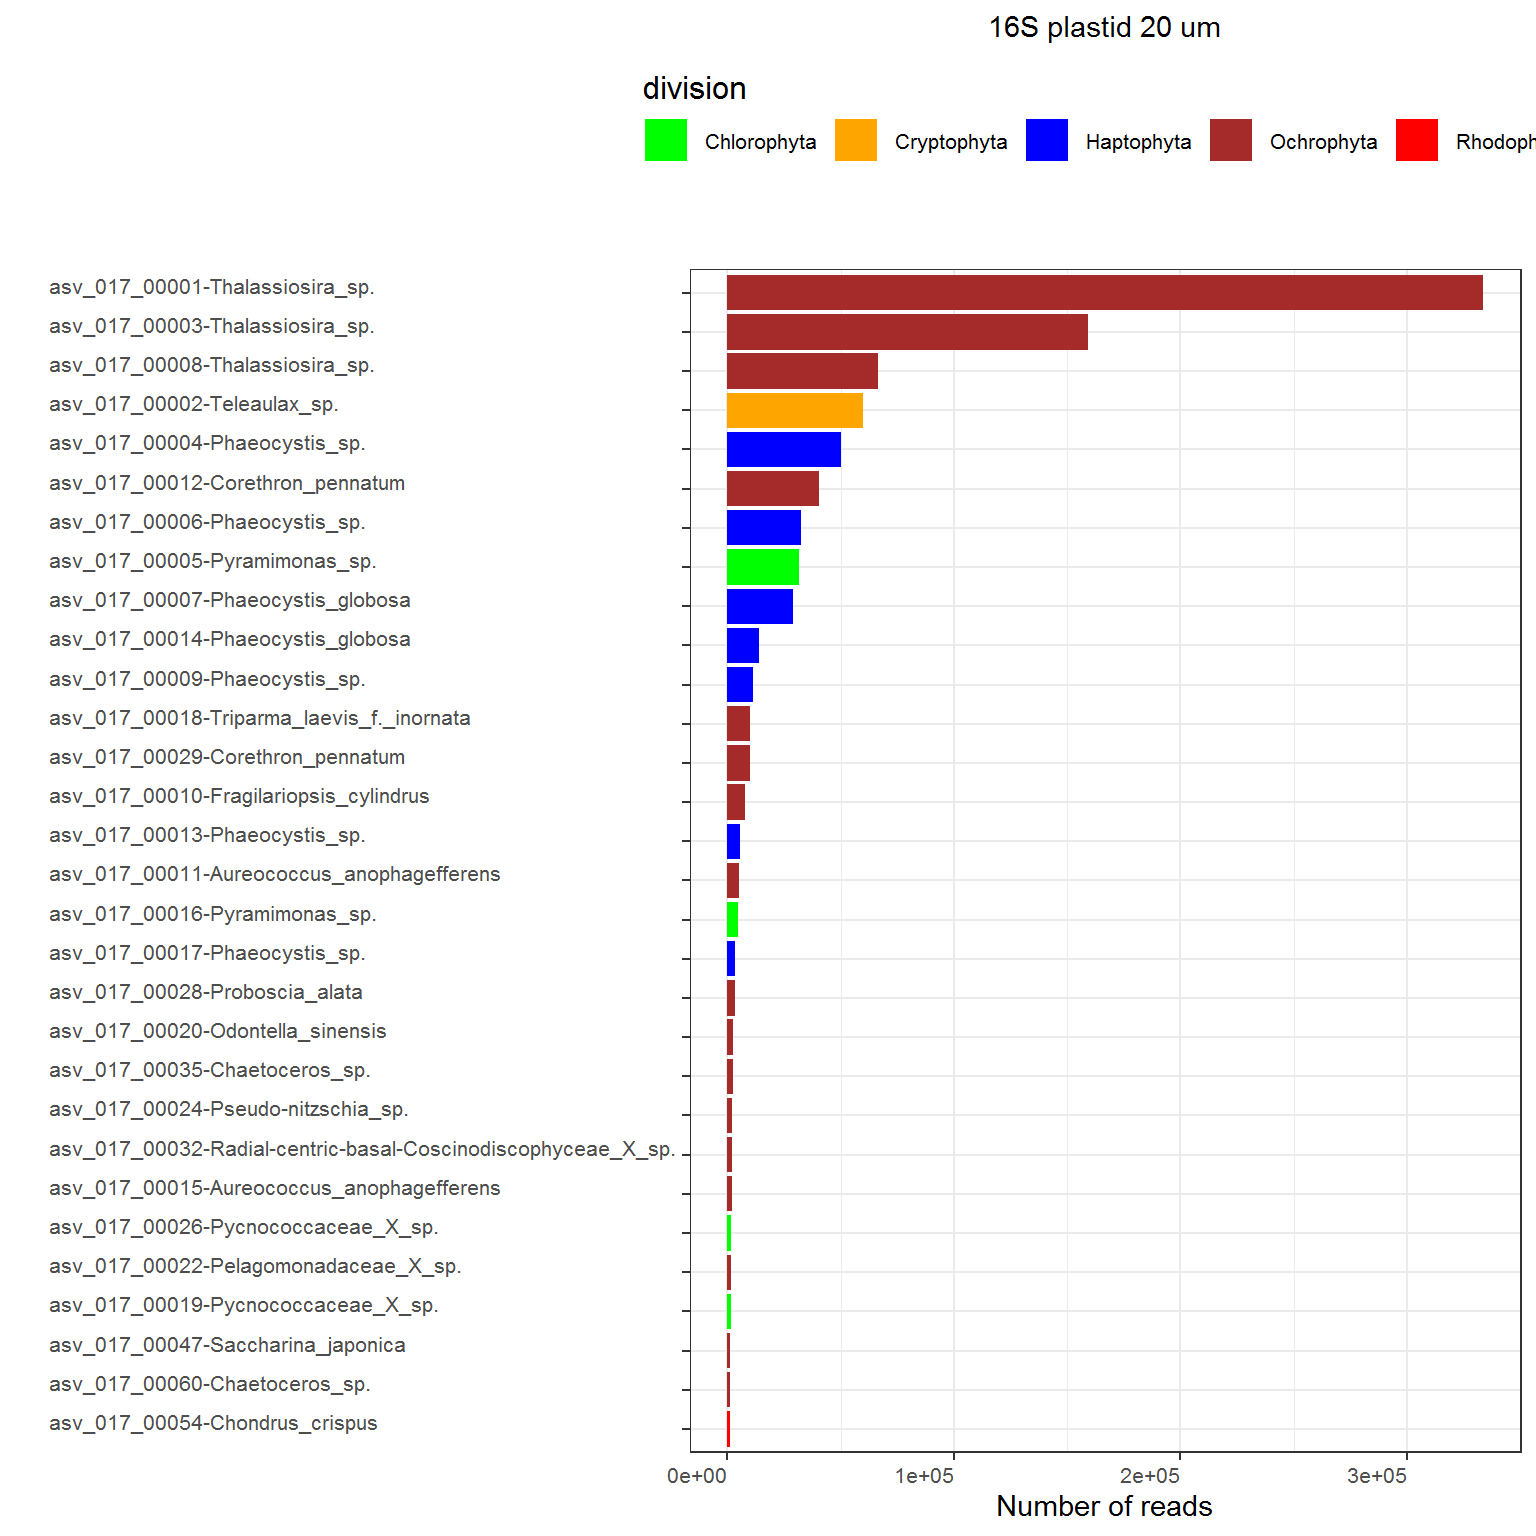 16S plastid 20 um
division
Chlorophyta Cryptophyta Haptophyta Ochrophyta Rhodoph
asv_017_00001-Thalassiosira_sp.
asv_017_00003-Thalassiosira_sp.
asv_017_00008-Thalassiosira_sp.
asv_017_00002-Teleaulax_sp.
asv_017_00004-Phaeocystis_sp.
asv_017_00012-Corethron_pennatum
asv_017_00006-Phaeocystis_sp.
asv_017_00005-Pyramimonas_sp.
asv_017_00007-Phaeocystis_globosa
asv_017_00014-Phaeocystis_globosa
asv_017_00009-Phaeocystis_sp.
asv_017_00018-Triparma_laevis_f._inornata
asv_017_00029-Corethron_pennatum
asv_017_00010-Fragilariopsis_cylindrus
asv_017_00013-Phaeocystis_sp.
asv_017_00011-Aureococcus_anophagefferens
asv_017_00016-Pyramimonas_sp.
asv_017_00017-Phaeocystis_sp.
asv_017_00028-Proboscia_alata
asv_017_00020-Odontella_sinensis
asv_017_00035-Chaetoceros_sp.
asv_017_00024-Pseudo-nitzschia_sp.
asv_017_00032-Radial-centric-basal-Coscinodiscophyceae_X_sp.
asv_017_00015-Aureococcus_anophagefferens
asv_017_00026-Pycnococcaceae_X_sp.
asv_017_00022-Pelagomonadaceae_X_sp.
asv_017_00019-Pycnococcaceae_X_sp.
asv_017_00047-Saccharina_japonica
asv_017_00060-Chaetoceros_sp.
asv_017_00054-Chondrus_crispus
0e+00 1e+05 2e+05 3e+05
Number of reads